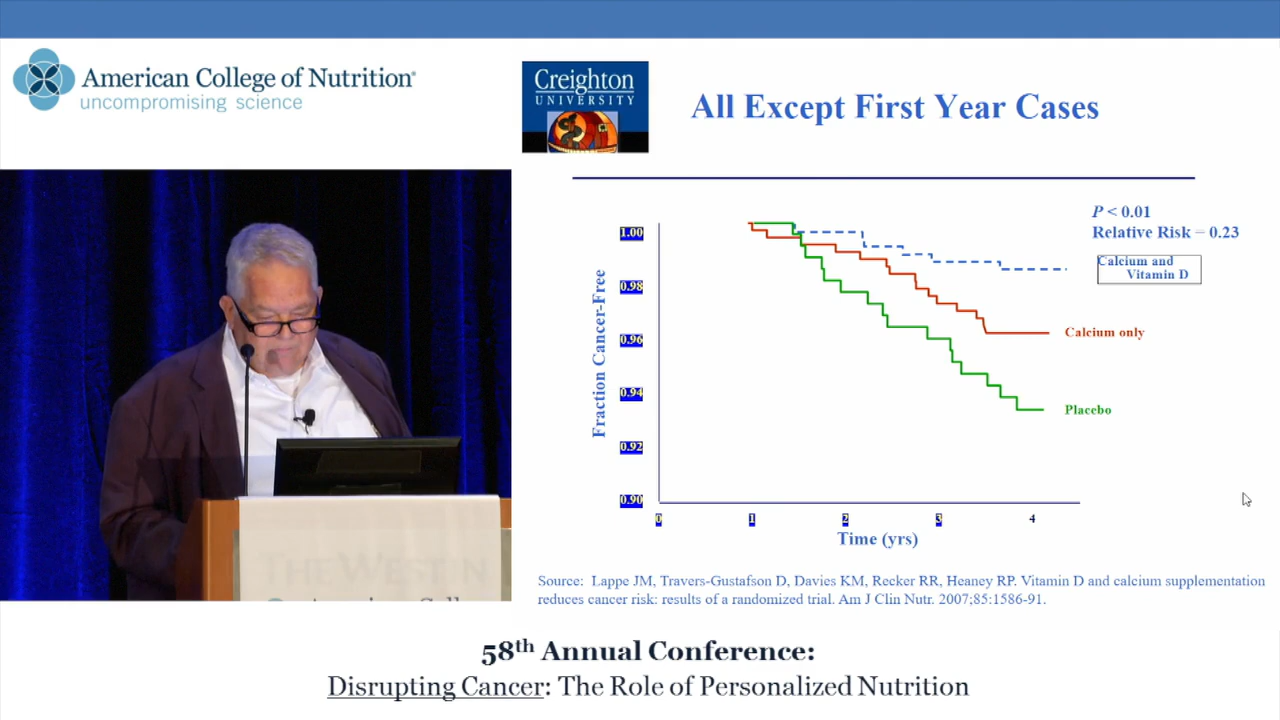 American College of Nutrition®
uncompromising science
Creighton
UNIVERSITY
All Except First Year Cases
P < 0.01
Relative Risk = 0.23
Calcium and
Vitamin D
Calcium only
Placebo
Fraction Cancer-Free
1.00
0.98
0.96
0.94
0.92
0.90
0 1 2 3 4
Time (yrs)
Source: Lappe JM, Travers-Gustafson D, Davies KM, Recker RR, Heaney RP. Vitamin D and calcium supplementation
reduces cancer risk: results of a randomized trial. Am J Clin Nutr. 2007;85:1586-91.
THE WESTIN
58th Annual Conference:
Disrupting Cancer: The Role of Personalized Nutrition